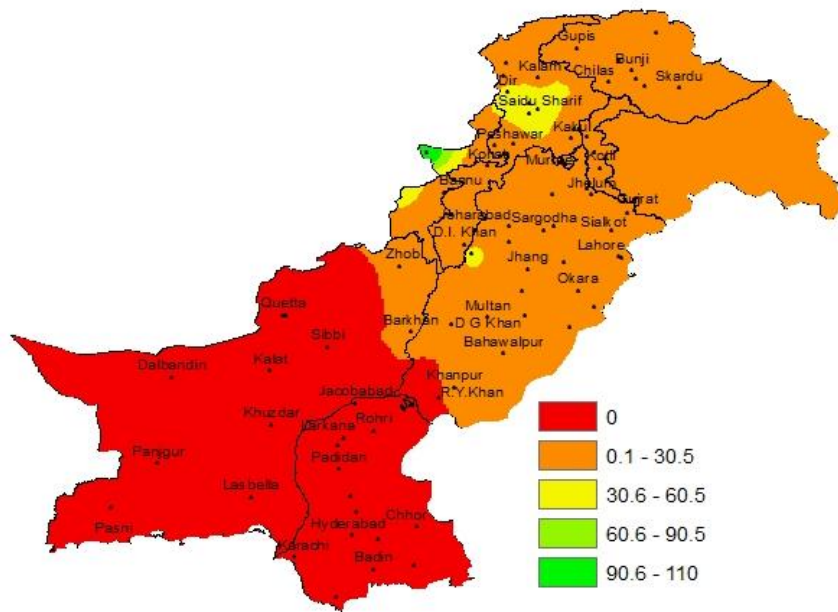 Gupis
Kalam
Bunji
Chilas
Skardu
Dir
Saidu Sharif
Peshawar
Kakul
Kotli
Bannu
Jhelum
Gujrat
Sargodha
Sialkot
D.I. Khan
Lahore
Zhob
Jhang
Okara
Quetta
Multan
Barkhan
D G Khan
Sibbi
Bahawalpur
Dalbandin
Kalat
Khanpur
R.Y.Khan
Jacobabad
Khuzdar
Rohri
Larkana
Panjgur
Padidan
Lasbella
Pasni
Hyderabad
Chhor
Karachi
Badin
0
0.1 - 30.5
30.6 - 60.5
60.6 - 90.5
90.6 - 110